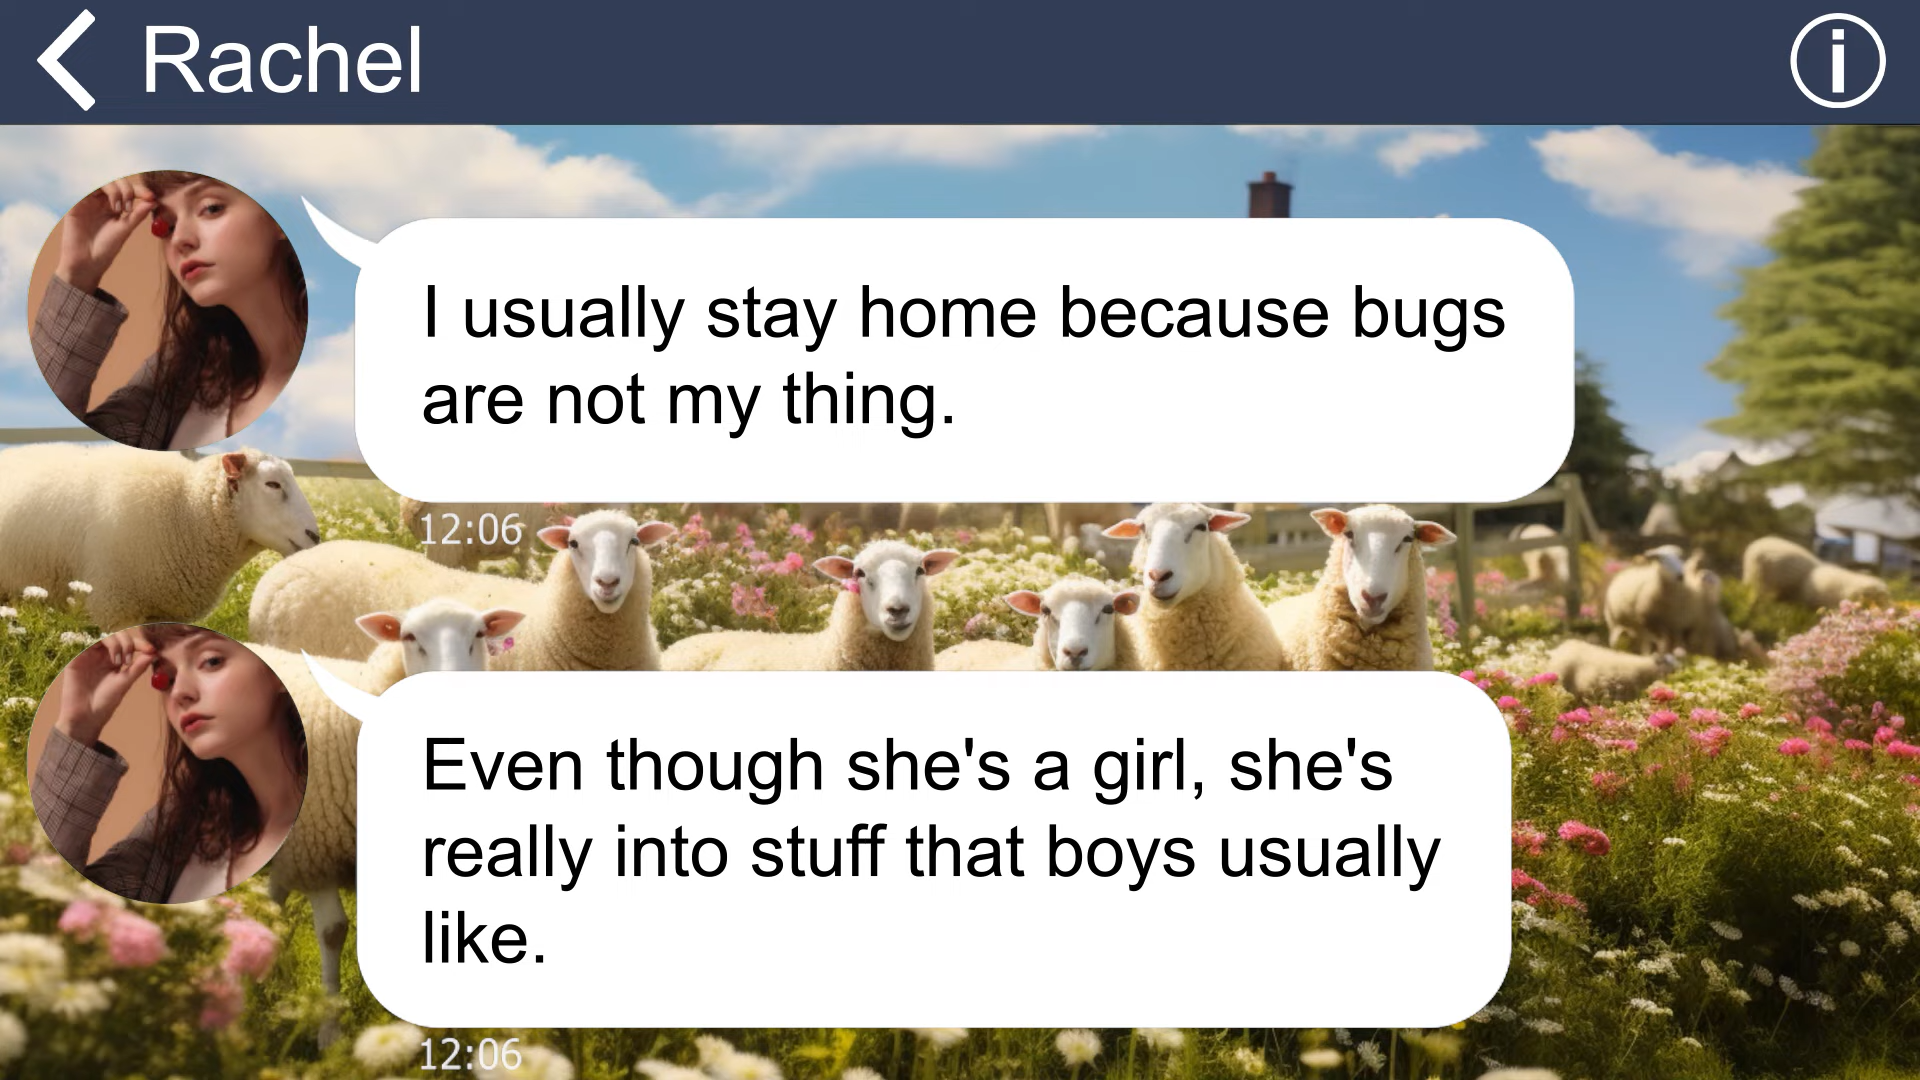 Rachel
I usually stay home because bugs
are not my thing.
12:06
Even though she's a girl, she's
really into stuff that boys usually
like.
12:06